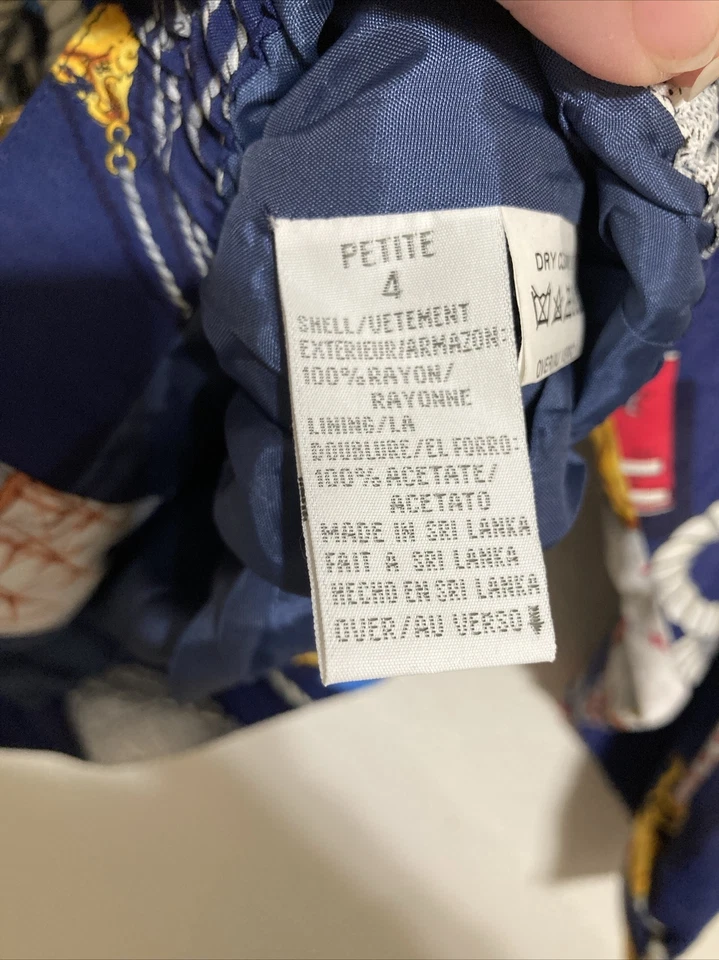 PETITE
4
SHELL/VETEMENT
EXTÉRIEUR/ARMAZON:
100% RAYON/
RAYONNE
LINING/LA
DOUBLURE/EL FORRO:
100% ACETATE/
ACETATO
MADE IN SRI LANKA
FAIT A SRI LANKA
HECHO EN SRI LANKA
OVER/AU VERSO
DRY